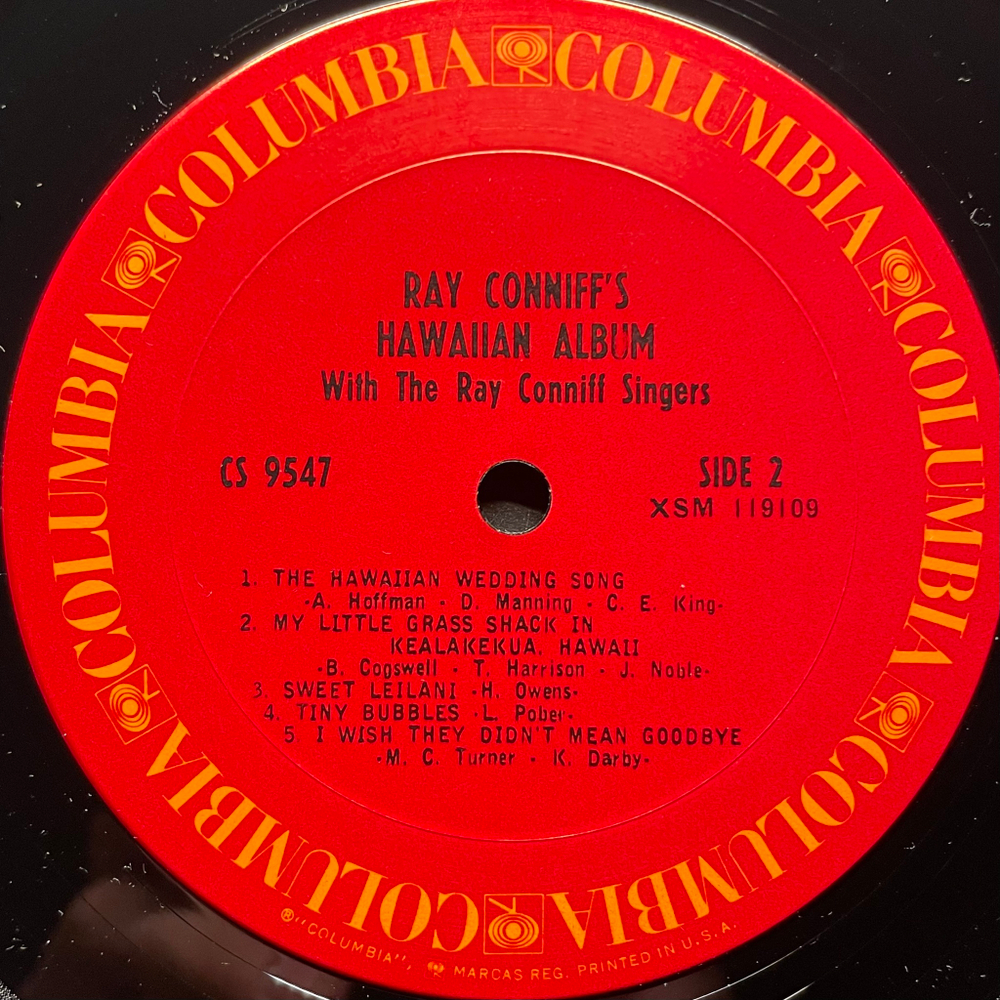 COLUMBIA COLUMBIA COLUMBIA COLUMBIA COLUMBIA COLUMBIA COLUMBIA
RAY CONNIFF'S
HAWAIIAN ALBUM
With The Ray Conniff Singers
CS 9547
SIDE 2
XSM 119109
1. THE HAWAIIAN WEDDING SONG
-A. Hoffman - D. Manning - C. E. King-
2. MY LITTLE GRASS SHACK IN
KEALAKEKUA, HAWAII
-B. Cogswell - T. Harrison - J. Noble-
3. SWEET LEILANI -H. Owens-
4. TINY BUBBLES -L. Pober-
5 I WISH THEY DIDN'T MEAN GOODBYE
-M. C. Turner - K. Darby-
®"COLUMBIA", MARCAS REG. PRINTED IN U.S.A.